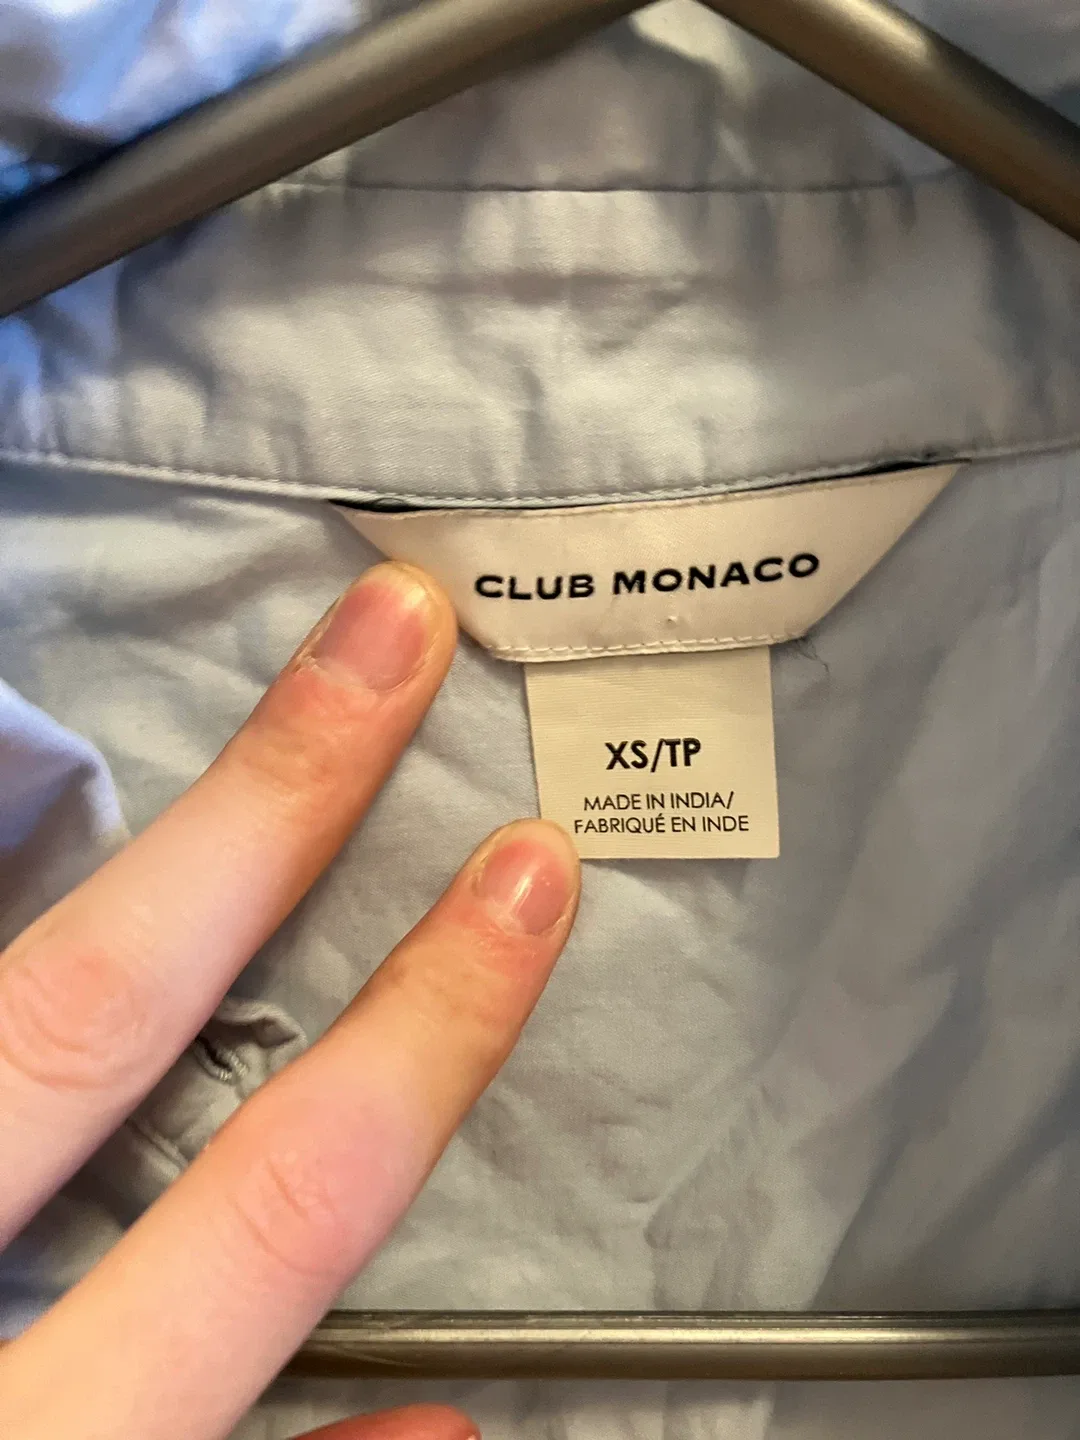 CLUB MONACO
XS/TP
MADE IN INDIA/
FABRIQUÉ EN INDE